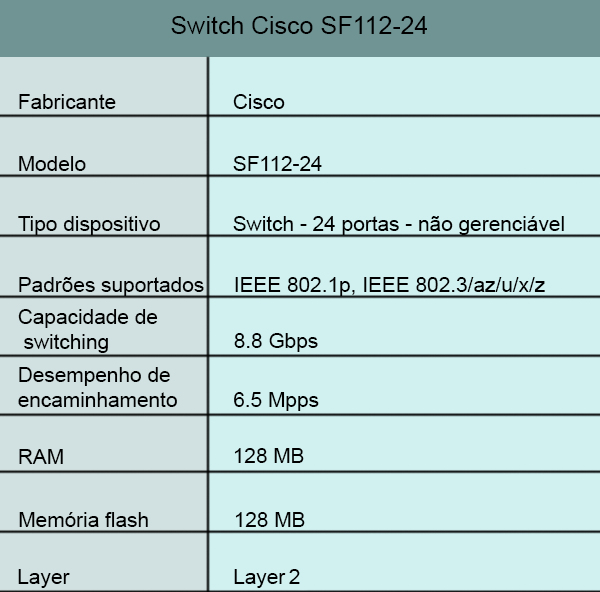 Switch Cisco SF112-24
Fabricante Cisco
Modelo SF112-24
Tipo dispositivo Switch - 24 portas - não gerenciável
Padrões suportados IEEE 802.1p, IEEE 802.3/az/u/x/z
Capacidade de
switching 8.8 Gbps
Desempenho de
encaminhamento 6.5 Mpps
RAM 128 MB
Memória flash 128 MB
Layer Layer 2